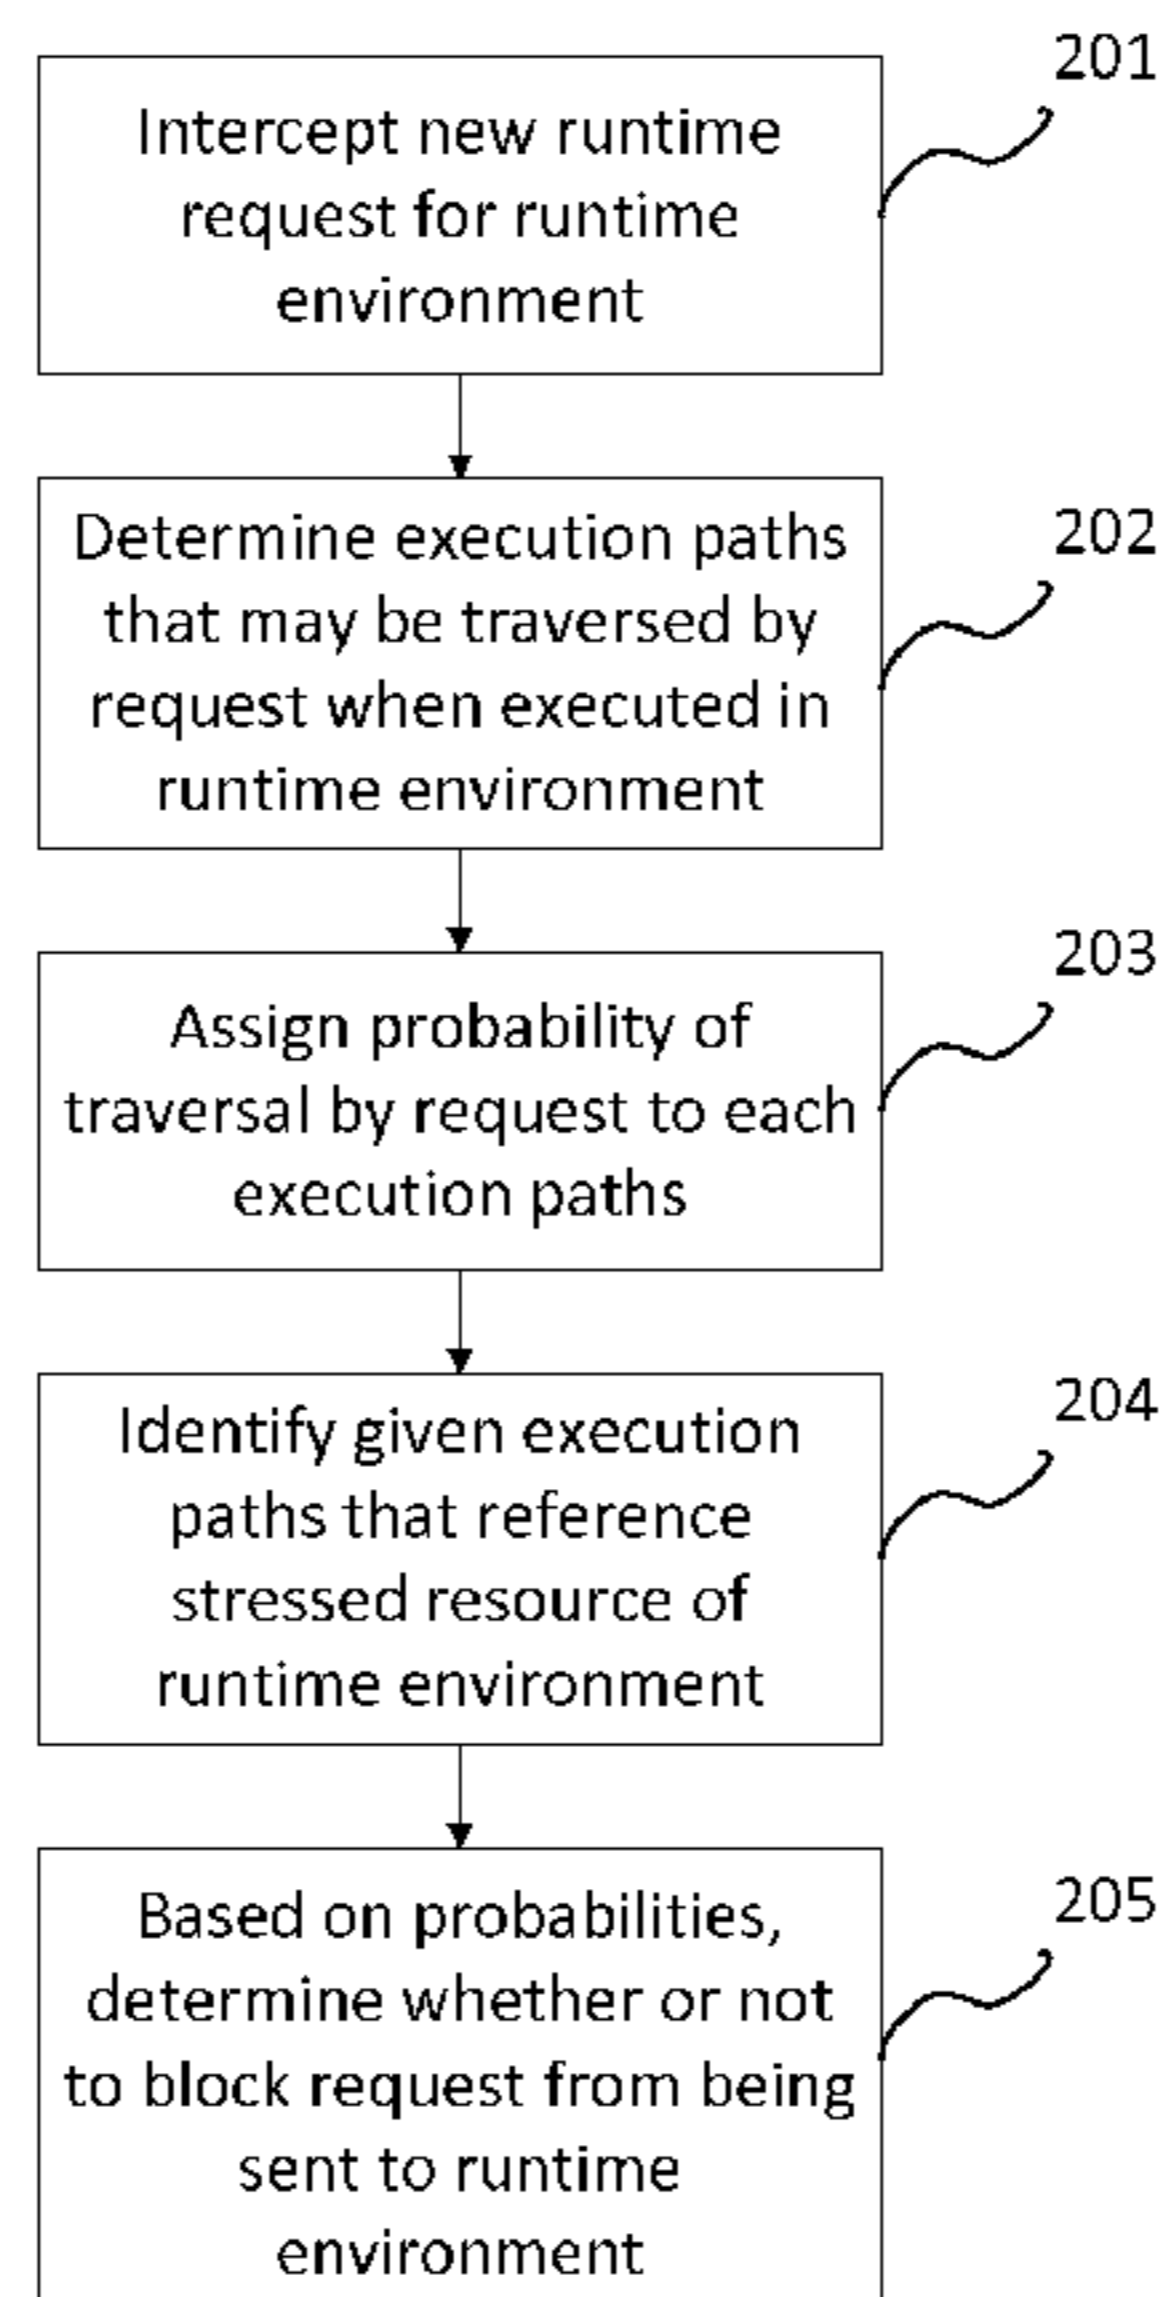 201
Intercept new runtime
request for runtime
environment
202
Determine execution paths
that may be traversed by
request when executed in
runtime environment
203
Assign probability of
traversal by request to each
execution paths
204
Identify given execution
paths that reference
stressed resource of
runtime environment
205
Based on probabilities,
determine whether or not
to block request from being
sent to runtime
environment